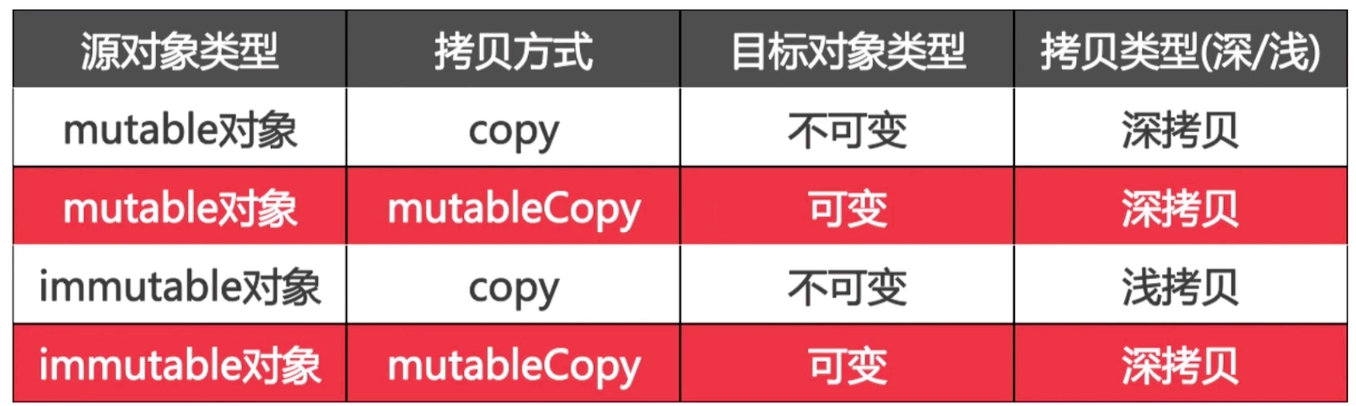 源对象类型 拷贝方式 目标对象类型 拷贝类型(深/浅)
mutable对象 copy 不可变 深拷贝
mutable对象 mutableCopy 可变 深拷贝
immutable对象 copy 不可变 浅拷贝
immutable对象 mutableCopy 可变 深拷贝